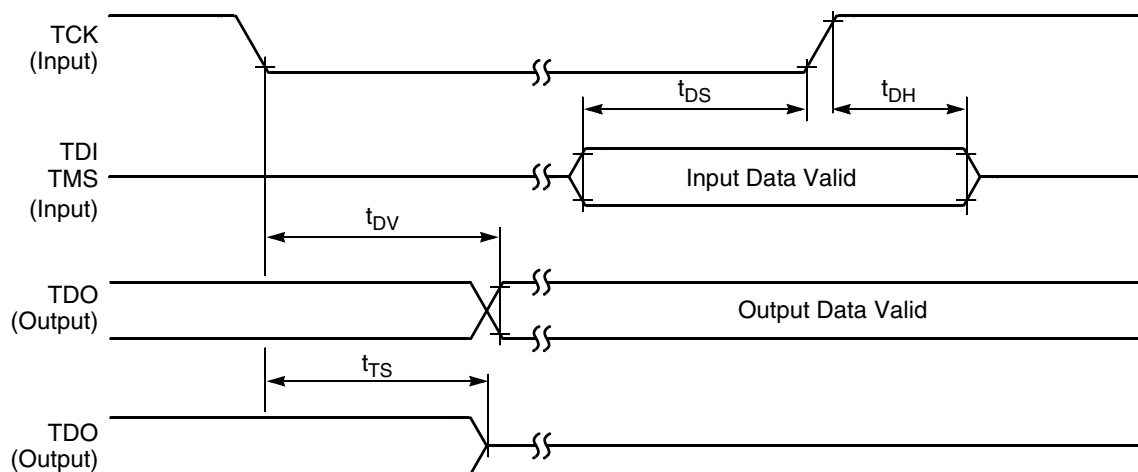 TCK
(Input)
tDS
tDH
TDI
TMS
(Input)
Input Data Valid
tDV
TDO
(Output)
Output Data Valid
tTS
TDO
(Output)